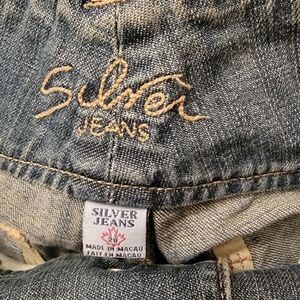 Silver
JEANS
SILVER
JEANS
MADE IN MACAU
FAIT EN MACAU